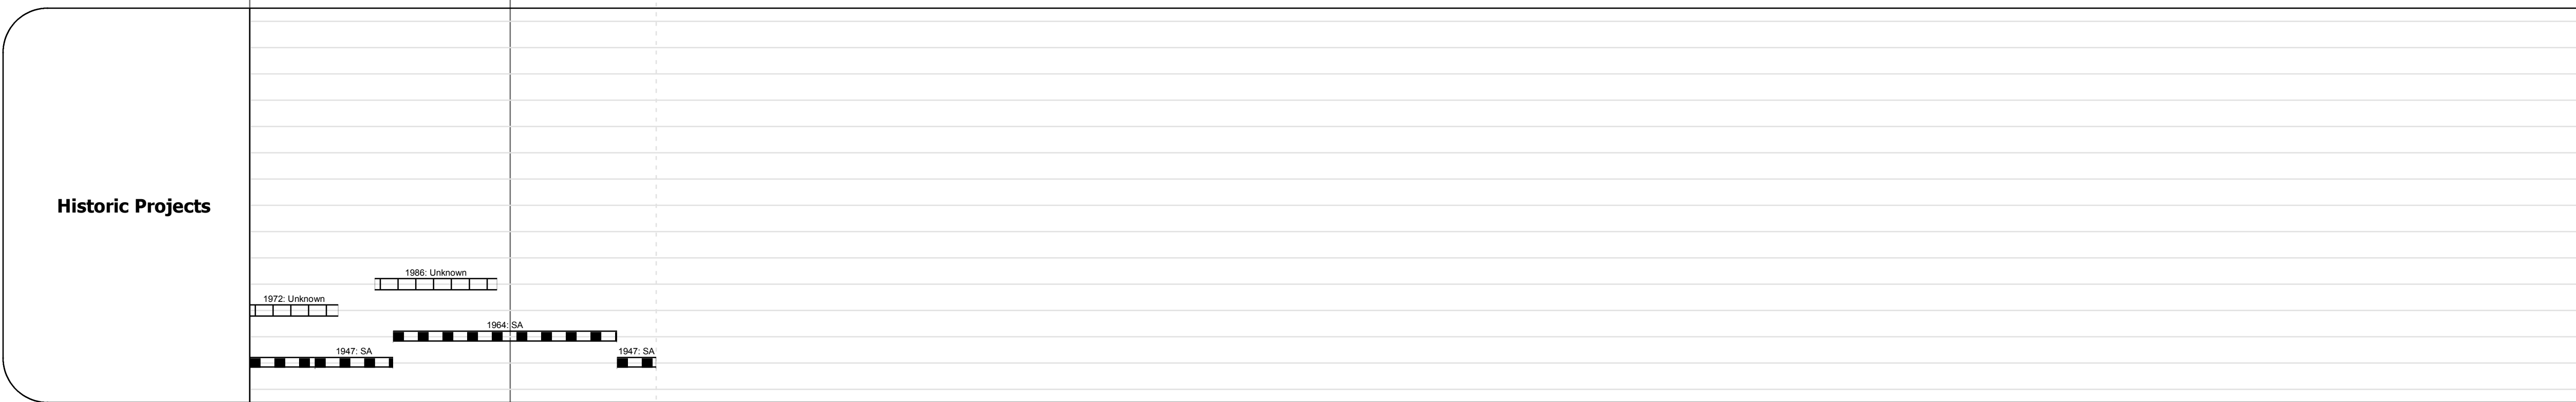 Historic Projects
1986: Unknown
1972: Unknown
1964: SA
1947: SA
1947: SA